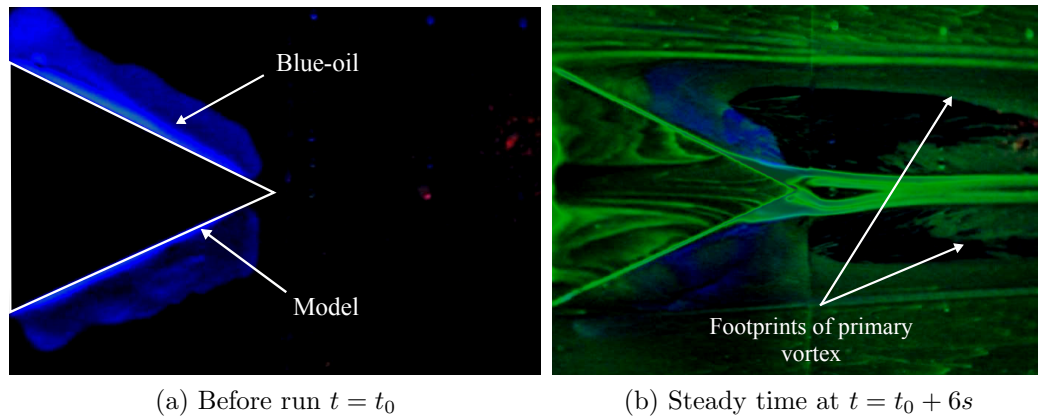 Blue-oil
Model
Footprints of primary
vortex
(a) Before run t = t₀
(b) Steady time at t = t₀ + 6s